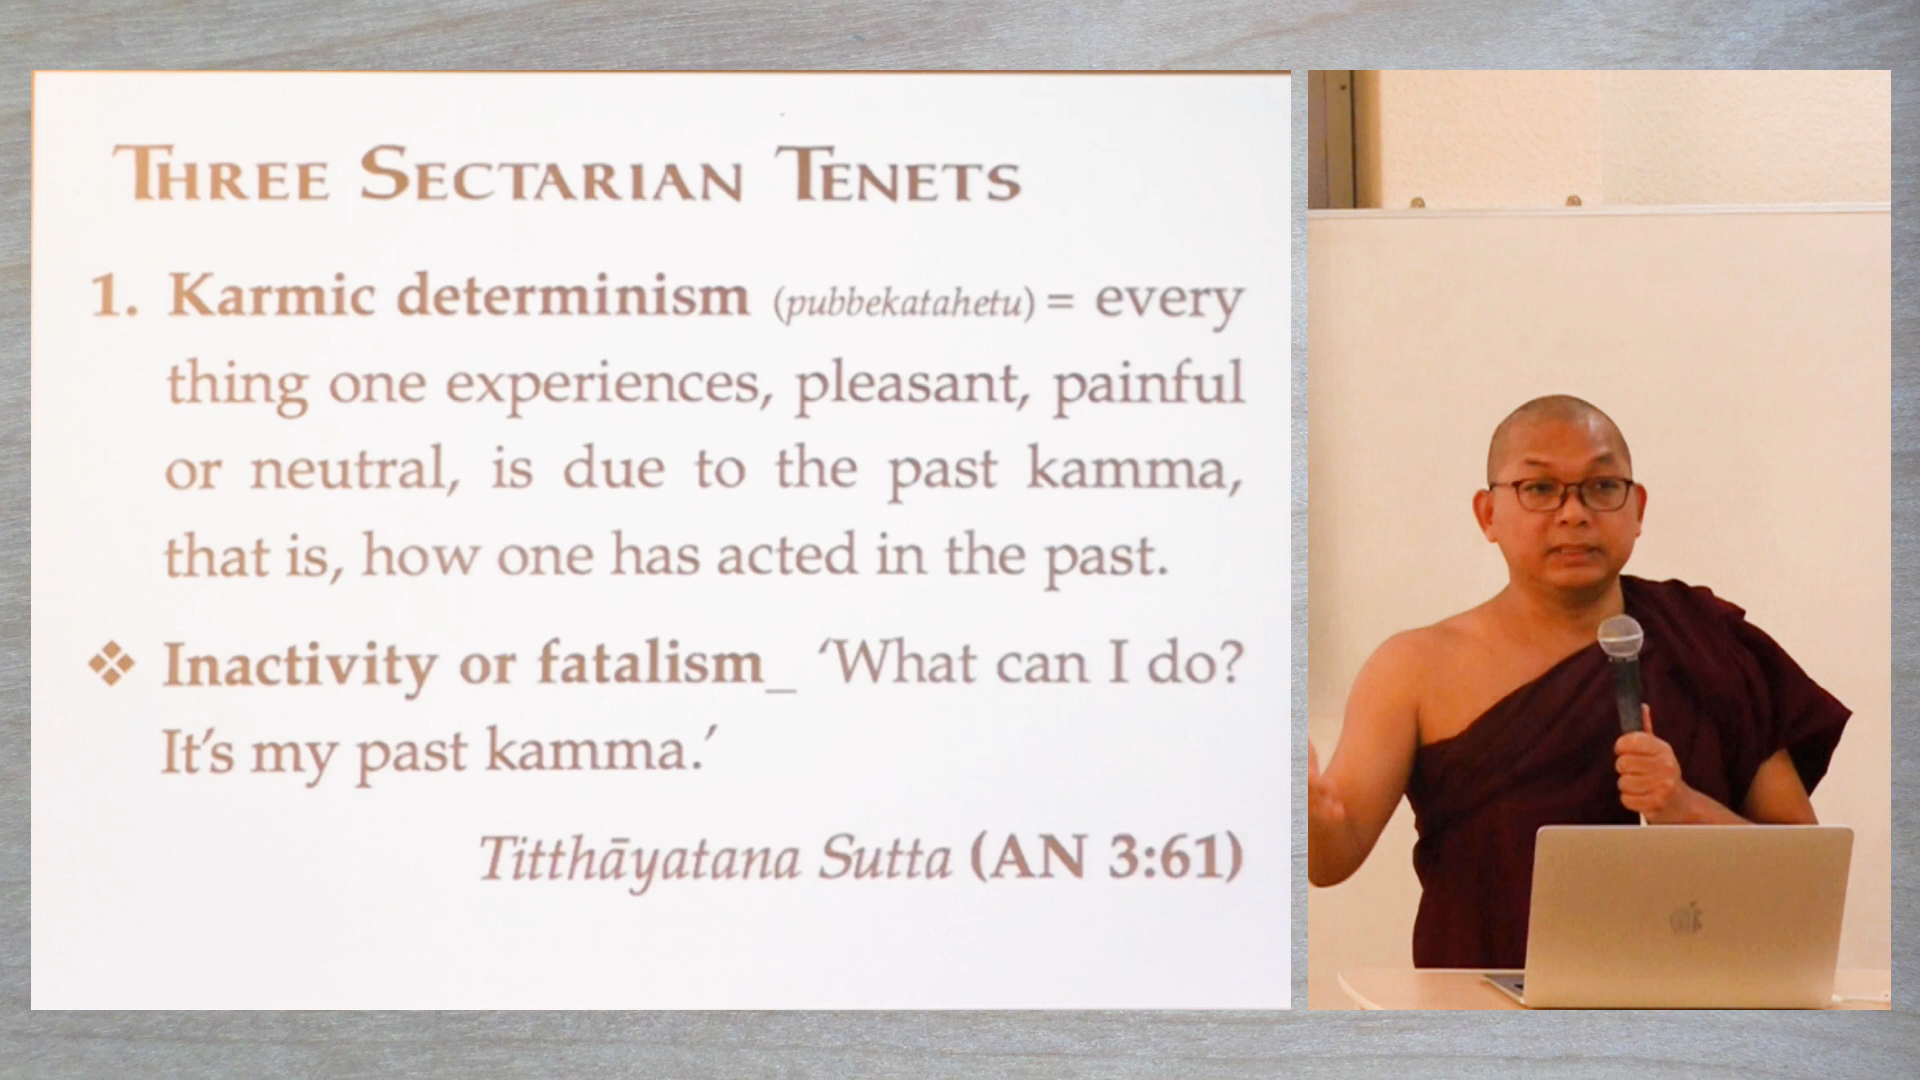 THREE SECTARIAN TENETS
1. Karmic determinism (pubbekatahetu) = every
thing one experiences, pleasant, painful
or neutral, is due to the past kamma,
that is, how one has acted in the past.
❖ Inactivity or fatalism_ ‘What can I do?
It’s my past kamma.’
Titthāyatana Sutta (AN 3:61)